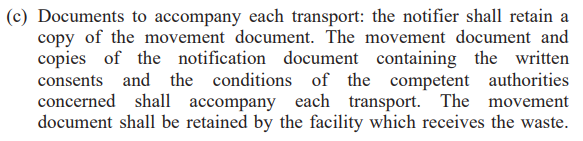 (c) Documents to accompany each transport: the notifier shall retain a
copy of the movement document. The movement document and
copies of the notification document containing the written
consents and the conditions of the competent authorities
concerned shall accompany each transport. The movement
document shall be retained by the facility which receives the waste.